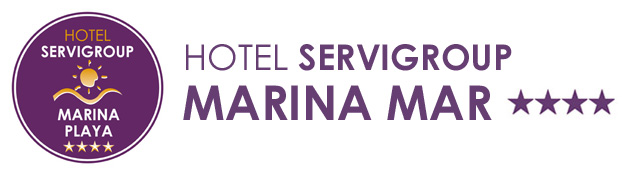 HOTEL
SERVIGROUP
MARINA
PLAYA
★★★★
HOTEL SERVIGROUP
MARINA MAR ★★★★